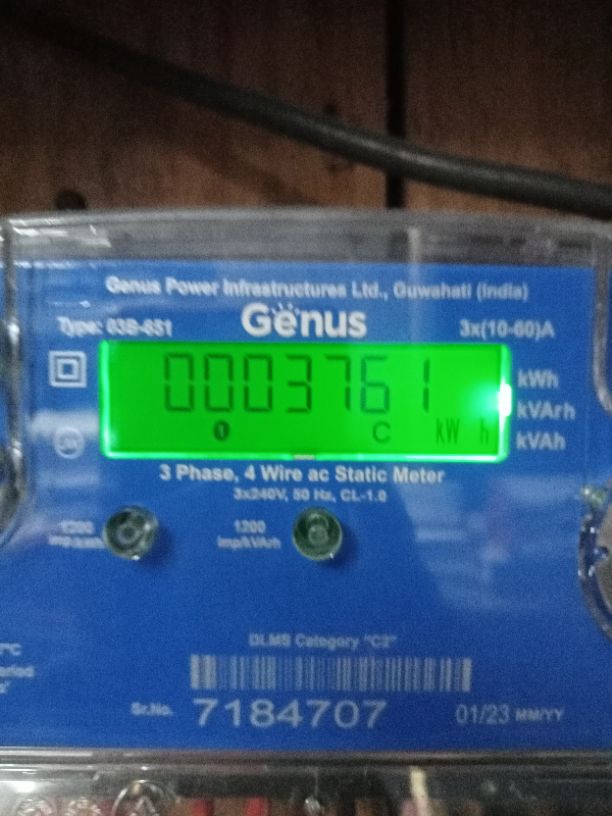 Genus Power Infrastructures Ltd., Guwahati (India)
Genus
Type: 03B-651
3x(10-60)A
0003761
C kW h
kWh
kVArh
kVAh
3 Phase, 4 Wire ac Static Meter
3x240V, 50 Hz, CL-1.0
1200
1200
imp/kVArh
DLMS Category "C2"
Sr.No. 7184707
01/23 MM/YY